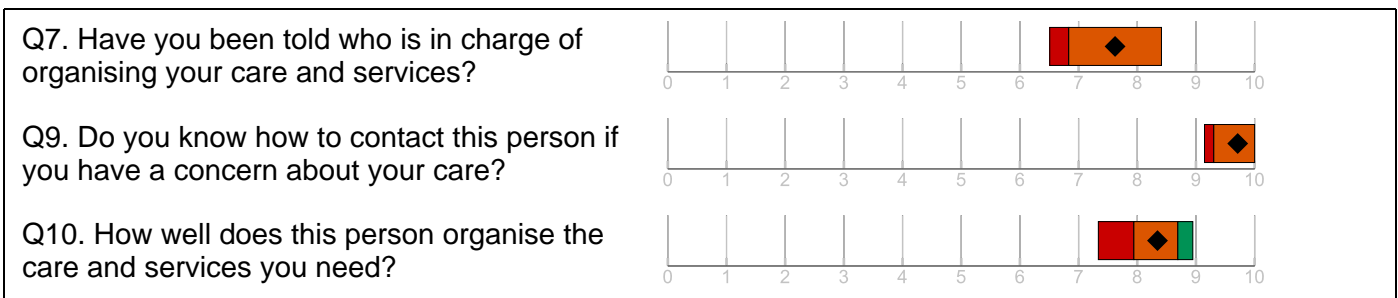 Q7. Have you been told who is in charge of
organising your care and services?
0 1 2 3 4 5 6 7 8 9 10
Q9. Do you know how to contact this person if
you have a concern about your care?
0 1 2 3 4 5 6 7 8 9 10
Q10. How well does this person organise the
care and services you need?
0 1 2 3 4 5 6 7 8 9 10